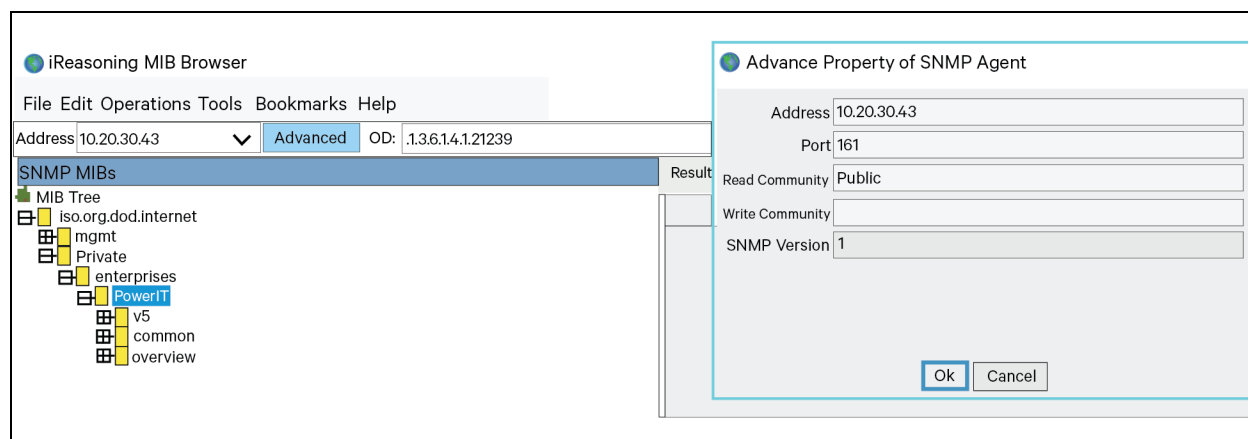 iReasoning MIB Browser
File Edit Operations Tools Bookmarks Help
Address 10.20.30.43 Advanced OD: .1.3.6.1.4.1.21239
SNMP MIBs
MIB Tree
iso.org.dod.internet
mgmt
Private
enterprises
PowerIT
v5
common
overview
Result
Advance Property of SNMP Agent
Address 10.20.30.43
Port 161
Read Community Public
Write Community
SNMP Version 1
Ok Cancel